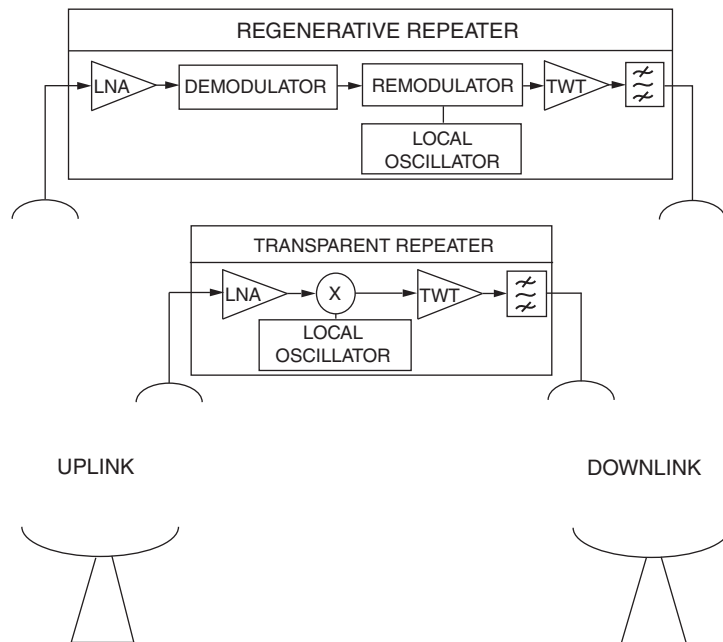 REGENERATIVE REPEATER
LNA
DEMODULATOR
REMODULATOR
TWT
LOCAL
OSCILLATOR
TRANSPARENT REPEATER
LNA
X
TWT
LOCAL
OSCILLATOR
UPLINK
DOWNLINK